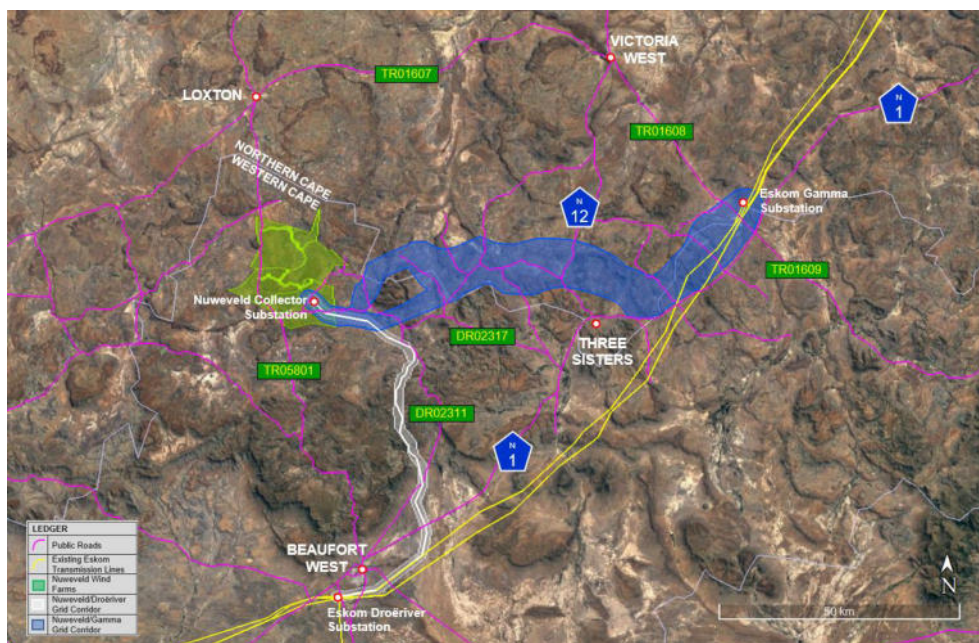 VICTORIA
WEST
TR01607
LOXTON
N
1
TR01608
NORTHERN CAPE
WESTERN CAPE
Eskom Gamma
Substation
N
12
TR01609
Nuweveld Collector
Substation
DR02317
THREE
SISTERS
TR05801
DR02311
N
1
LEDGER
Public Roads
Existing Eskom
Transmission Lines
Nuweveld Wind
Farms
Nuweveld/Droëriver
Grid Corridor
Nuweveld/Gamma
Grid Corridor
BEAUFORT
WEST
Eskom Droëriver
Substation
N
50 km